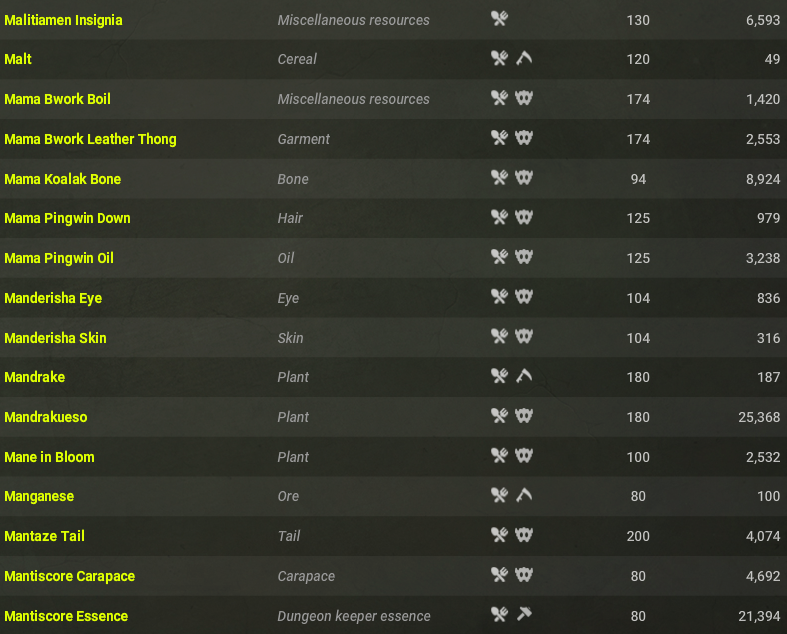 Malitiamen Insignia Miscellaneous resources 130 6,593
Malt Cereal 120 49
Mama Bwork Boil Miscellaneous resources 174 1,420
Mama Bwork Leather Thong Garment 174 2,553
Mama Koalak Bone Bone 94 8,924
Mama Pingwin Down Hair 125 979
Mama Pingwin Oil Oil 125 3,238
Manderisha Eye Eye 104 836
Manderisha Skin Skin 104 316
Mandrake Plant 180 187
Mandrakueso Plant 180 25,368
Mane in Bloom Plant 100 2,532
Manganese Ore 80 100
Mantaze Tail Tail 200 4,074
Mantiscore Carapace Carapace 80 4,692
Mantiscore Essence Dungeon keeper essence 80 21,394